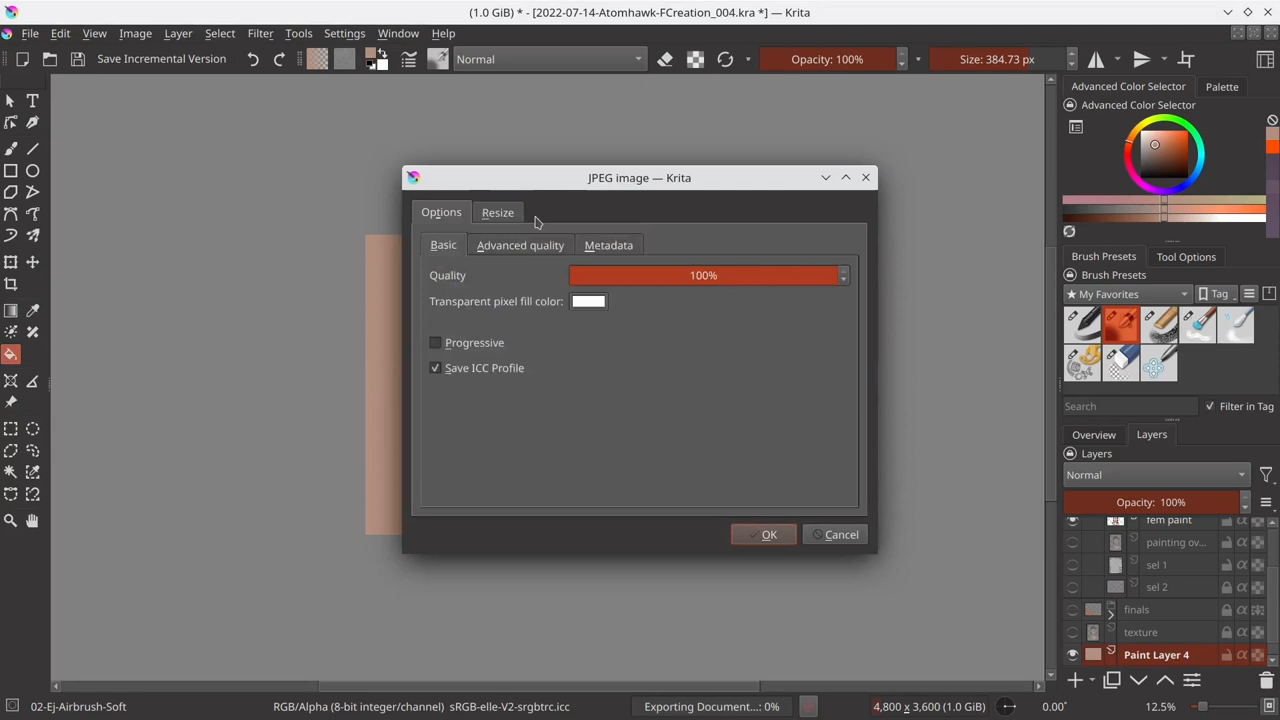 (1.0 GiB) * - [2022-07-14-Atomhawk-FCreation_004.kra *] — Krita
File Edit View Image Layer Select Filter Tools Settings Window Help
Save Incremental Version Normal Opacity: 100% Size: 384.73 px
Advanced Color Selector Palette
Advanced Color Selector
JPEG image — Krita
Options Resize
Basic Advanced quality Metadata
Quality 100%
Transparent pixel fill color:
Progressive
Save ICC Profile
OK Cancel
Brush Presets Tool Options
Brush Presets
★ My Favorites Tag
Search Filter in Tag
Overview Layers
Layers
Normal
Opacity: 100%
fem paint
painting ov...
sel 1
sel 2
finals
texture
Paint Layer 4
02-Ej-Airbrush-Soft RGB/Alpha (8-bit integer/channel) sRGB-elle-V2-srgbtrc.icc Exporting Document...: 0% 4,800 x 3,600 (1.0 GiB) 0.00° 12.5%